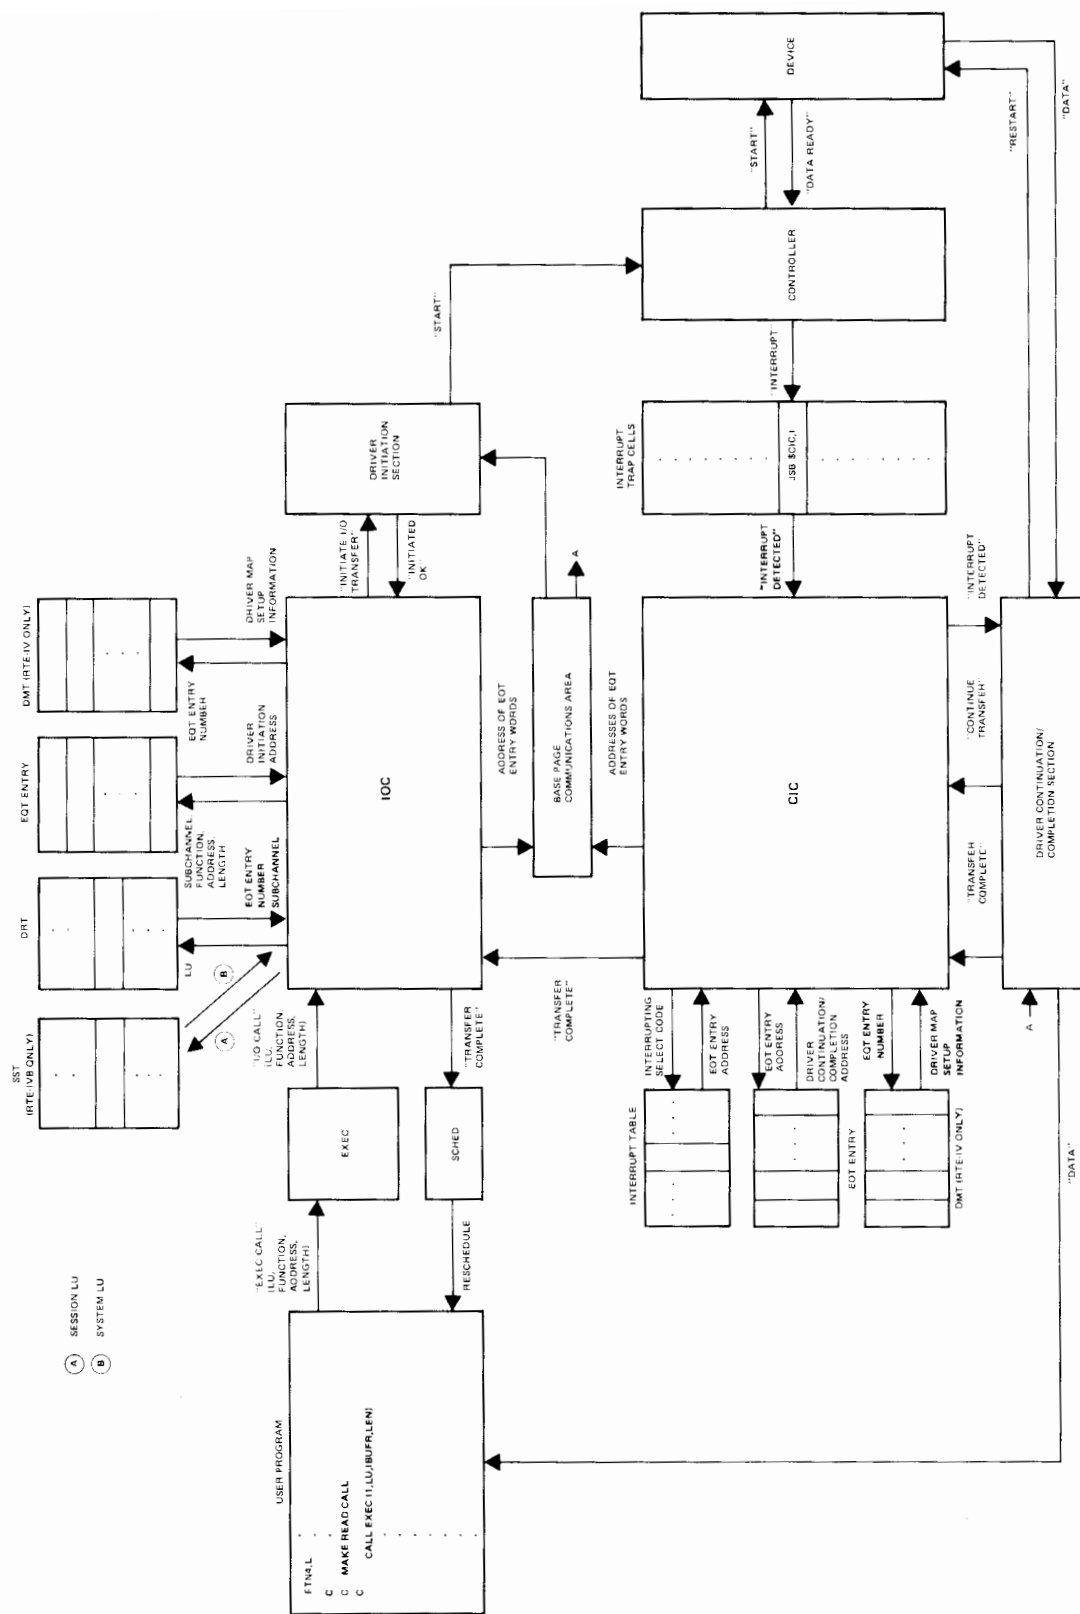 A SESSION LU
B SYSTEM LU
USER PROGRAM
FTN4,L
C
C MAKE READ CALL
C
CALL EXEC (1,LU,IBUFR,LEN)
"EXEC CALL"
(LU,
FUNCTION,
ADDRESS,
LENGTH)
RESCHEDULE
EXEC
SCHED
"I/O CALL"
(LU,
FUNCTION,
ADDRESS,
LENGTH)
"TRANSFER
COMPLETE"
SST
(RTE-IVB ONLY)
A
B
DRT
LU
EQT ENTRY
NUMBER
SUBCHANNEL
EQT ENTRY
SUBCHANNEL,
FUNCTION,
ADDRESS,
LENGTH
DRIVER
INITIATION
ADDRESS
DMT (RTE-IV ONLY)
EQT ENTRY
NUMBER
DRIVER MAP
SETUP
INFORMATION
IOC
"INITIATE I/O
TRANSFER"
"INITIATED
OK"
DRIVER
INITIATION
SECTION
"START"
ADDRESS OF EQT
ENTRY WORDS
BASE PAGE
COMMUNICATIONS AREA
A
ADDRESSES OF EQT
ENTRY WORDS
"TRANSFER
COMPLETE"
INTERRUPT TABLE
INTERRUPTING
SELECT CODE
EQT ENTRY
ADDRESS
EQT ENTRY
EQT ENTRY
ADDRESS
DRIVER
CONTINUATION/
COMPLETION
ADDRESS
DMT (RTE-IV ONLY)
EQT ENTRY
NUMBER
DRIVER MAP
SETUP
INFORMATION
CIC
"INTERRUPT
DETECTED"
INTERRUPT
TRAP CELLS
JSB $CIC,I
"INTERRUPT"
CONTROLLER
"START"
"DATA READY"
DEVICE
"RESTART"
"DATA"
"TRANSFER
COMPLETE"
"CONTINUE
TRANSFER"
"INTERRUPT
DETECTED"
A
DRIVER CONTINUATION/
COMPLETION SECTION
"DATA"